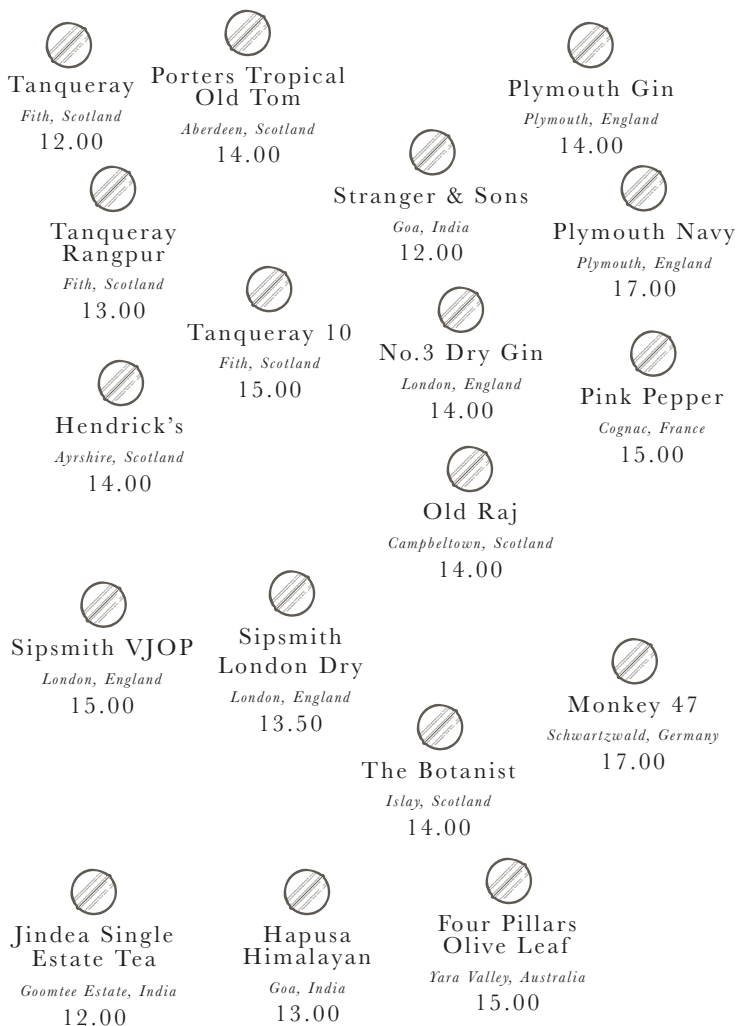 Tanqueray
Fith, Scotland
12.00
Porters Tropical
Old Tom
Aberdeen, Scotland
14.00
Plymouth Gin
Plymouth, England
14.00
Stranger & Sons
Goa, India
12.00
Tanqueray
Rangpur
Fith, Scotland
13.00
Plymouth Navy
Plymouth, England
17.00
Tanqueray 10
Fith, Scotland
15.00
No.3 Dry Gin
London, England
14.00
Pink Pepper
Cognac, France
15.00
Hendrick's
Ayrshire, Scotland
14.00
Old Raj
Campbeltown, Scotland
14.00
Sipsmith VJOP
London, England
15.00
Sipsmith
London Dry
London, England
13.50
Monkey 47
Schwartzwald, Germany
17.00
The Botanist
Islay, Scotland
14.00
Jindea Single
Estate Tea
Goomtee Estate, India
12.00
Hapusa
Himalayan
Goa, India
13.00
Four Pillars
Olive Leaf
Yara Valley, Australia
15.00